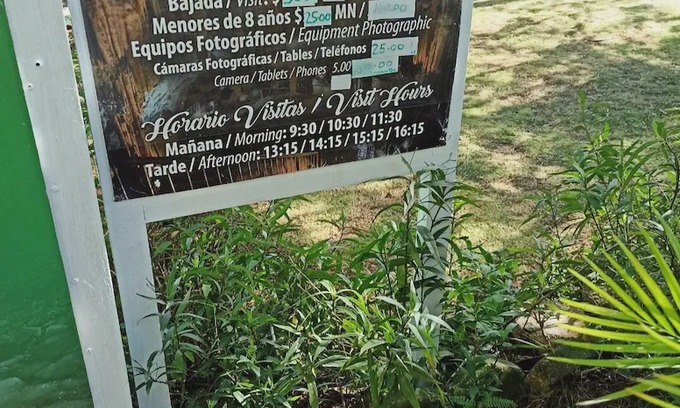 Bajada / Visit: $
Menores de 8 años $ 25.00 MN /
Equipos Fotográficos / Equipment Photographic
Cámaras Fotográficas / Tables / Teléfonos 25.00
Camera / Tablets / Phones 5.00
Horario Visitas / Visit Hours
Mañana / Morning: 9:30 / 10:30 / 11:30
Tarde / Afternoon: 13:15 / 14:15 / 15:15 / 16:15